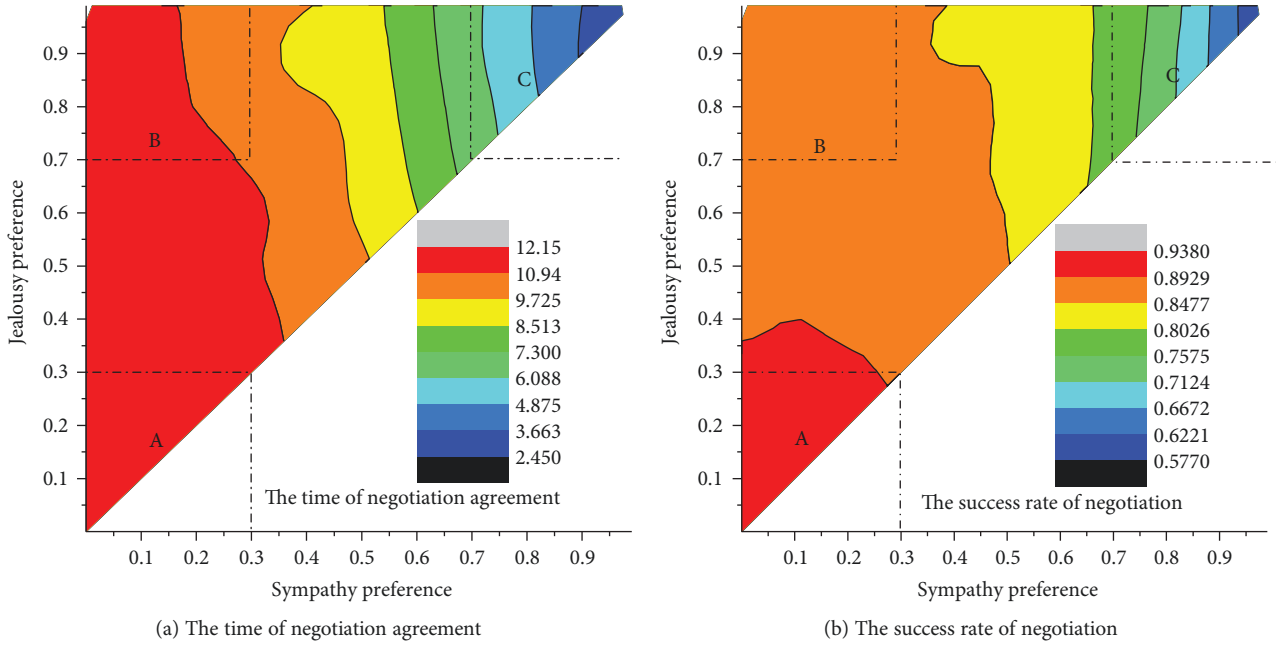 0.9
0.8
0.7
0.6
0.5
0.4
0.3
0.2
0.1
Jealousy preference
B
C
A
12.15
10.94
9.725
8.513
7.300
6.088
4.875
3.663
2.450
The time of negotiation agreement
0.1 0.2 0.3 0.4 0.5 0.6 0.7 0.8 0.9
Sympathy preference
(a) The time of negotiation agreement
0.9
0.8
0.7
0.6
0.5
0.4
0.3
0.2
0.1
Jealousy preference
C
B
A
0.9380
0.8929
0.8477
0.8026
0.7575
0.7124
0.6672
0.6221
0.5770
The success rate of negotiation
0.1 0.2 0.3 0.4 0.5 0.6 0.7 0.8 0.9
Sympathy preference
(b) The success rate of negotiation